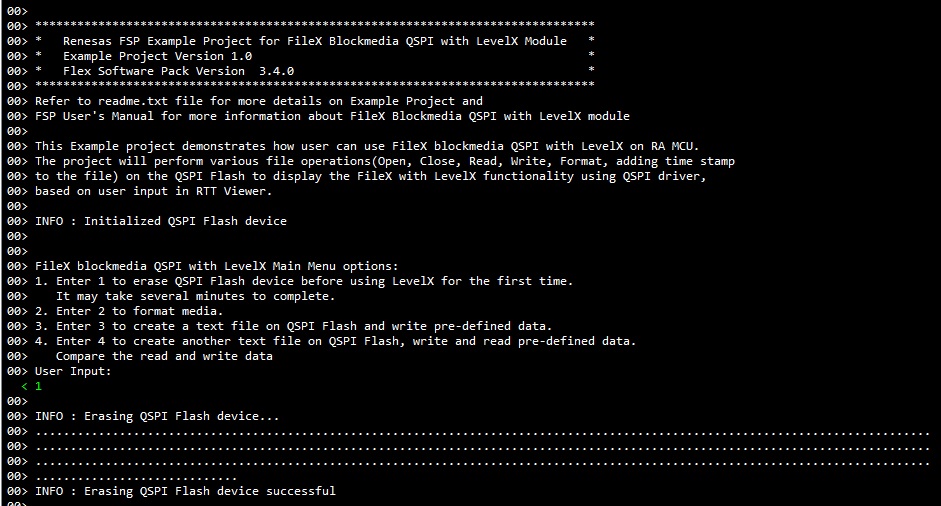 00>
00> ********************************************************************************
00> *   Renesas FSP Example Project for FileX Blockmedia QSPI with LevelX Module   *
00> *   Example Project Version 1.0                                                *
00> *   Flex Software Pack Version  3.4.0                                          *
00> ********************************************************************************
00> Refer to readme.txt file for more details on Example Project and
00> FSP User's Manual for more information about FileX Blockmedia QSPI with LevelX module
00>
00> This Example project demonstrates how user can use FileX blockmedia QSPI with LevelX on RA MCU.
00> The project will perform various file operations(Open, Close, Read, Write, Format, adding time stamp
00> to the file) on the QSPI Flash to display the FileX with LevelX functionality using QSPI driver,
00> based on user input in RTT Viewer.
00>
00> INFO : Initialized QSPI Flash device
00>
00>
00> FileX blockmedia QSPI with LevelX Main Menu options:
00> 1. Enter 1 to erase QSPI Flash device before using LevelX for the first time.
00>    It may take several minutes to complete.
00> 2. Enter 2 to format media.
00> 3. Enter 3 to create a text file on QSPI Flash and write pre-defined data.
00> 4. Enter 4 to create another text file on QSPI Flash, write and read pre-defined data.
00>    Compare the read and write data
00> User Input:
< 1
00>
00> INFO : Erasing QSPI Flash device...
00> ................................................................................................................................
00> ................................................................................................................................
00> ................................................................................................................................
00> .............................
00> INFO : Erasing QSPI Flash device successful
00>